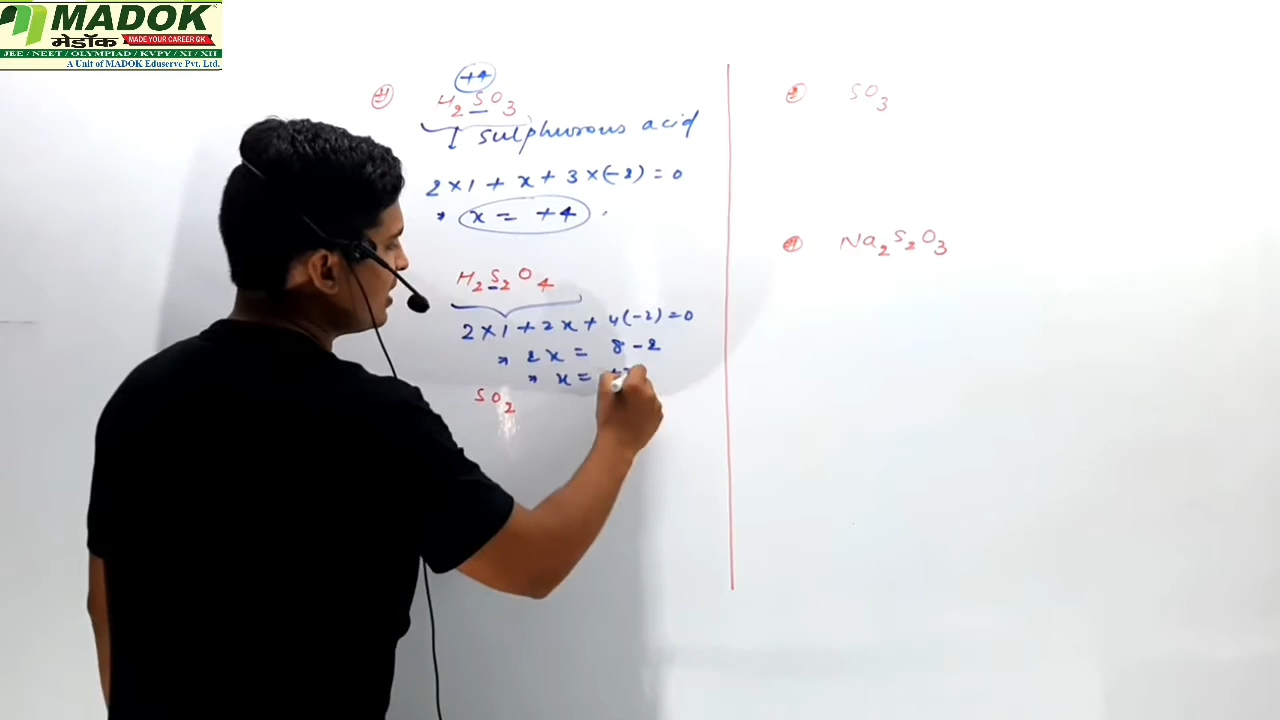 MADOK
मेडॉक MADE YOUR CAREER GK
JEE / NEET / OLYMPIAD / KVPY / XI / XII
A Unit of MADOK Eduserve Pvt. Ltd.
+4
H2SO3
sulphurous acid
2×1 + x + 3×(-2) = 0
x = +4
H2S2O4
2×1 + 2x + 4(-2) = 0
2x = 8 - 2
x =
SO2
SO3
Na2S2O3